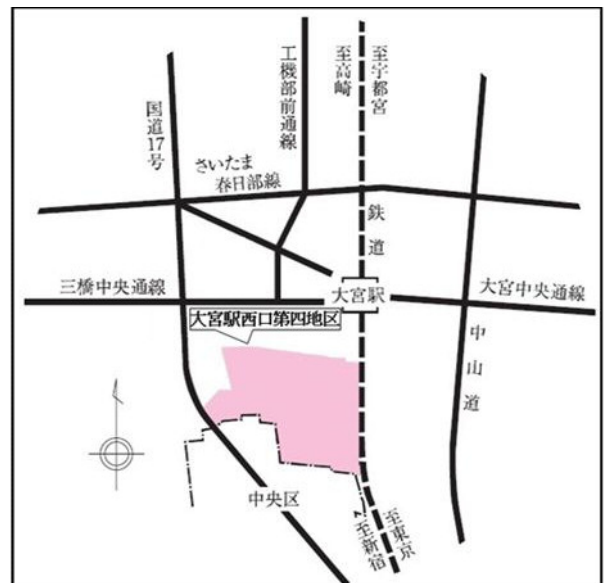 工機部前通線
至高崎
至宇都宮
国道17号
さいたま
春日部線
鉄道
三橋中央通線
大宮駅
大宮中央通線
大宮駅西口第四地区
中山道
中央区
至新宿
至東京